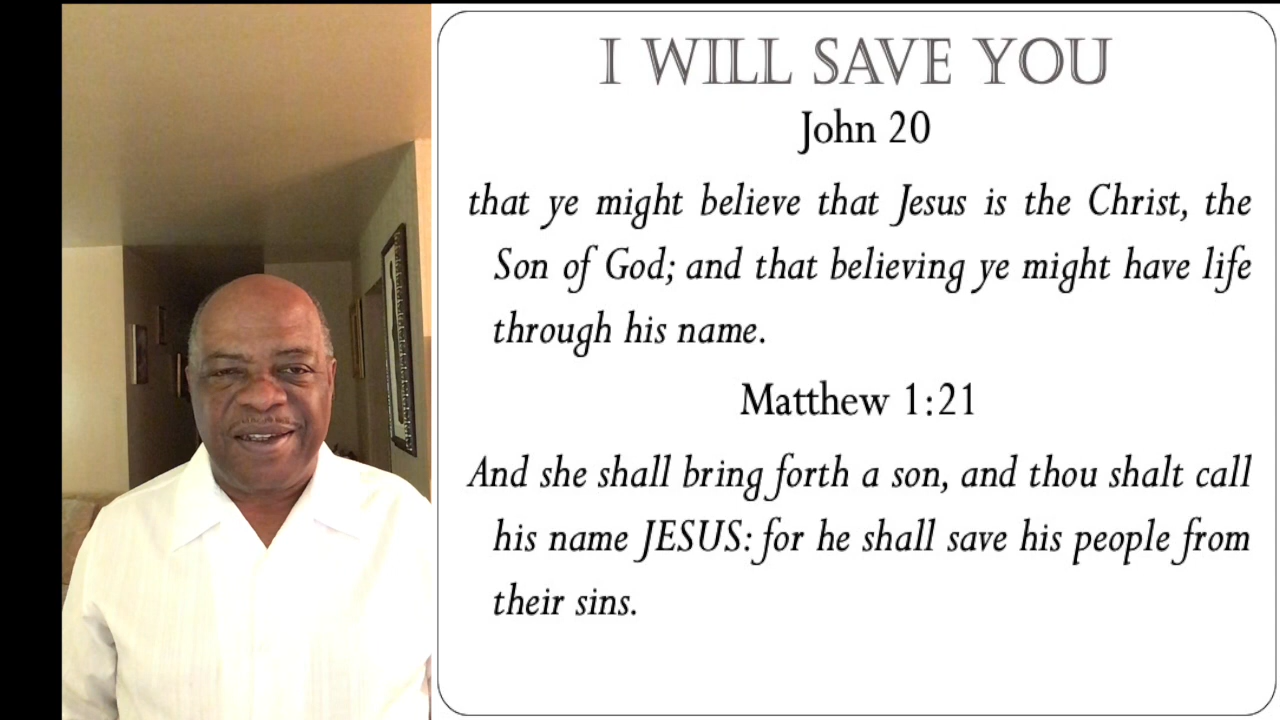 I WILL SAVE YOU
John 20
that ye might believe that Jesus is the Christ, the
Son of God; and that believing ye might have life
through his name.
Matthew 1:21
And she shall bring forth a son, and thou shalt call
his name JESUS: for he shall save his people from
their sins.